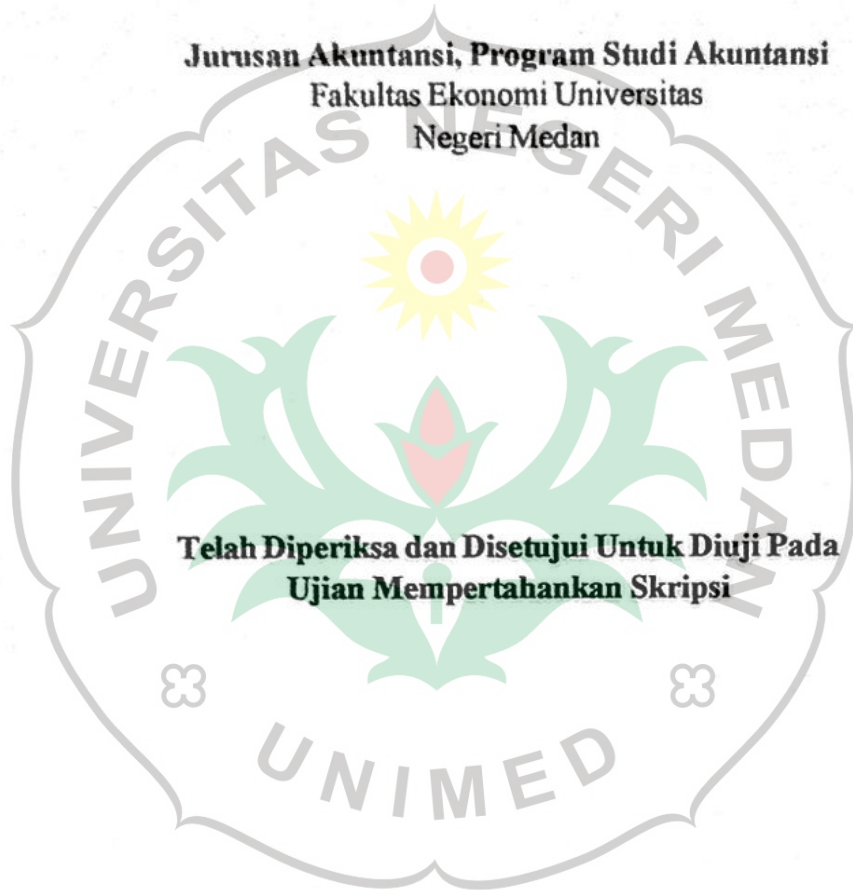 Jurusan Akuntansi, Program Studi Akuntansi
Fakultas Ekonomi Universitas
Negeri Medan
UNIVERSITAS NEGERI MEDAN
Telah Diperiksa dan Disetujui Untuk Diuji Pada
Ujian Mempertahankan Skripsi
UNIMED